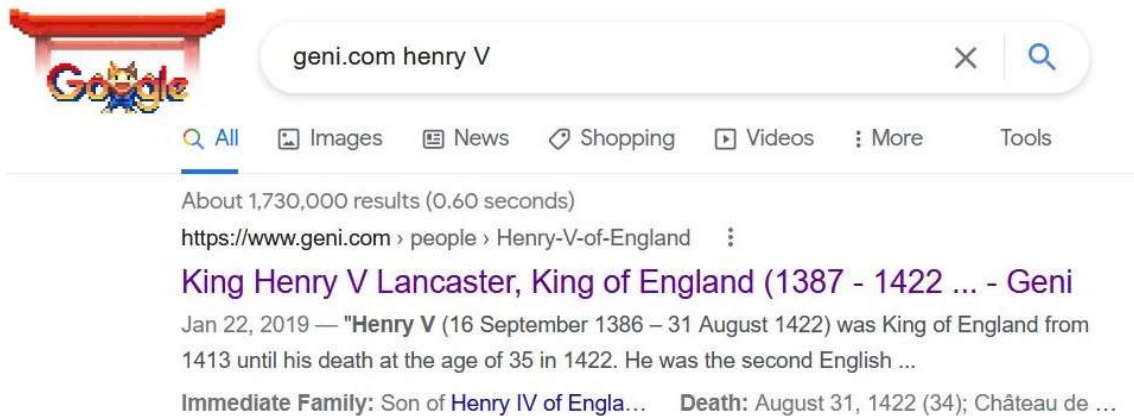 Google
geni.com henry V
All Images News Shopping Videos More Tools
About 1,730,000 results (0.60 seconds)
https://www.geni.com › people › Henry-V-of-England
King Henry V Lancaster, King of England (1387 - 1422 ... - Geni
Jan 22, 2019 — "Henry V (16 September 1386 – 31 August 1422) was King of England from
1413 until his death at the age of 35 in 1422. He was the second English ...
Immediate Family: Son of Henry IV of Engla… Death: August 31, 1422 (34); Château de …